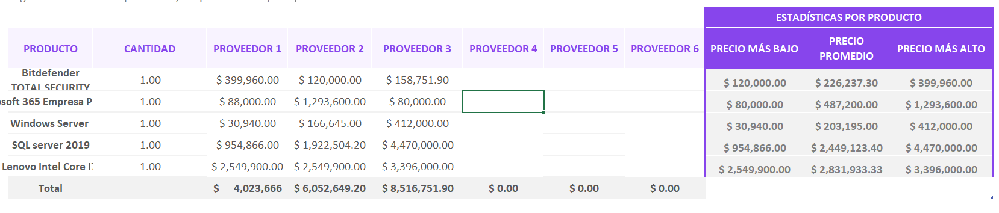 ESTADÍSTICAS POR PRODUCTO
PRODUCTO CANTIDAD PROVEEDOR 1 PROVEEDOR 2 PROVEEDOR 3 PROVEEDOR 4 PROVEEDOR 5 PROVEEDOR 6 PRECIO MÁS BAJO PRECIO PROMEDIO PRECIO MÁS ALTO
Bitdefender
TOTAL SECURITY 1.00 $ 399,960.00 $ 120,000.00 $ 158,751.90 $ 120,000.00 $ 226,237.30 $ 399,960.00
osoft 365 Empresa P 1.00 $ 88,000.00 $ 1,293,600.00 $ 80,000.00 $ 80,000.00 $ 487,200.00 $ 1,293,600.00
Windows Server 1.00 $ 30,940.00 $ 166,645.00 $ 412,000.00 $ 30,940.00 $ 203,195.00 $ 412,000.00
SQL server 2019 1.00 $ 954,866.00 $ 1,922,504.20 $ 4,470,000.00 $ 954,866.00 $ 2,449,123.40 $ 4,470,000.00
Lenovo Intel Core I 1.00 $ 2,549,900.00 $ 2,549,900.00 $ 3,396,000.00 $ 2,549,900.00 $ 2,831,933.33 $ 3,396,000.00
Total $ 4,023,666 $ 6,052,649.20 $ 8,516,751.90 $ 0.00 $ 0.00 $ 0.00